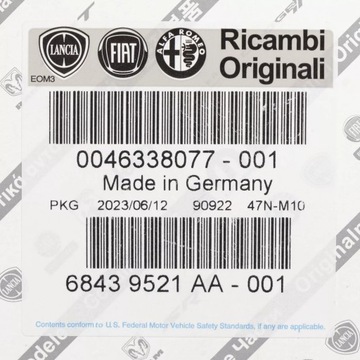 LANCIA
FIAT
ALFA ROMEO
Ricambi
Originali
EOM3
0046338077 - 001
Made in Germany
PKG 2023/06/12 90922 47N-M10
6843 9521 AA - 001
Contents conform to U.S. Federal Motor Vehicle Safety Standards, if any are applicable.